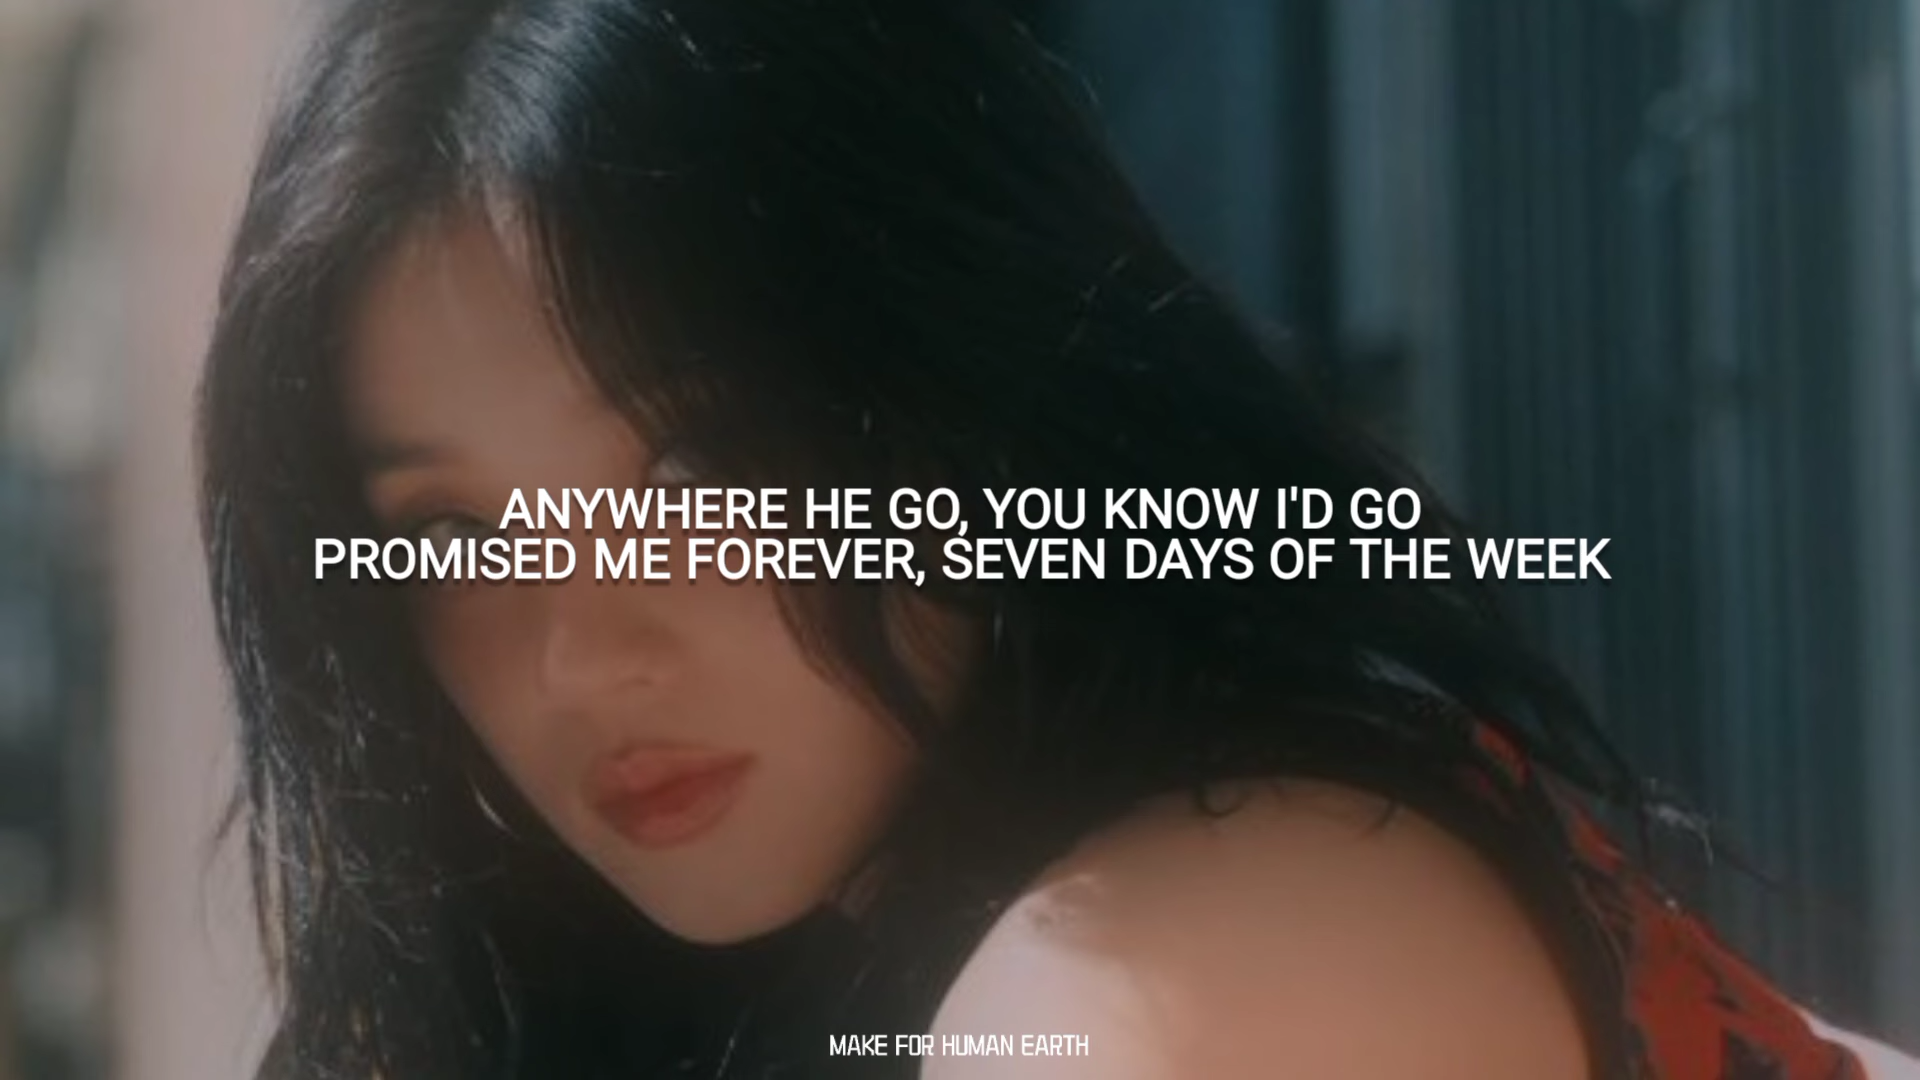 ANYWHERE HE GO, YOU KNOW I'D GO
PROMISED ME FOREVER, SEVEN DAYS OF THE WEEK
MAKE FOR HUMAN EARTH